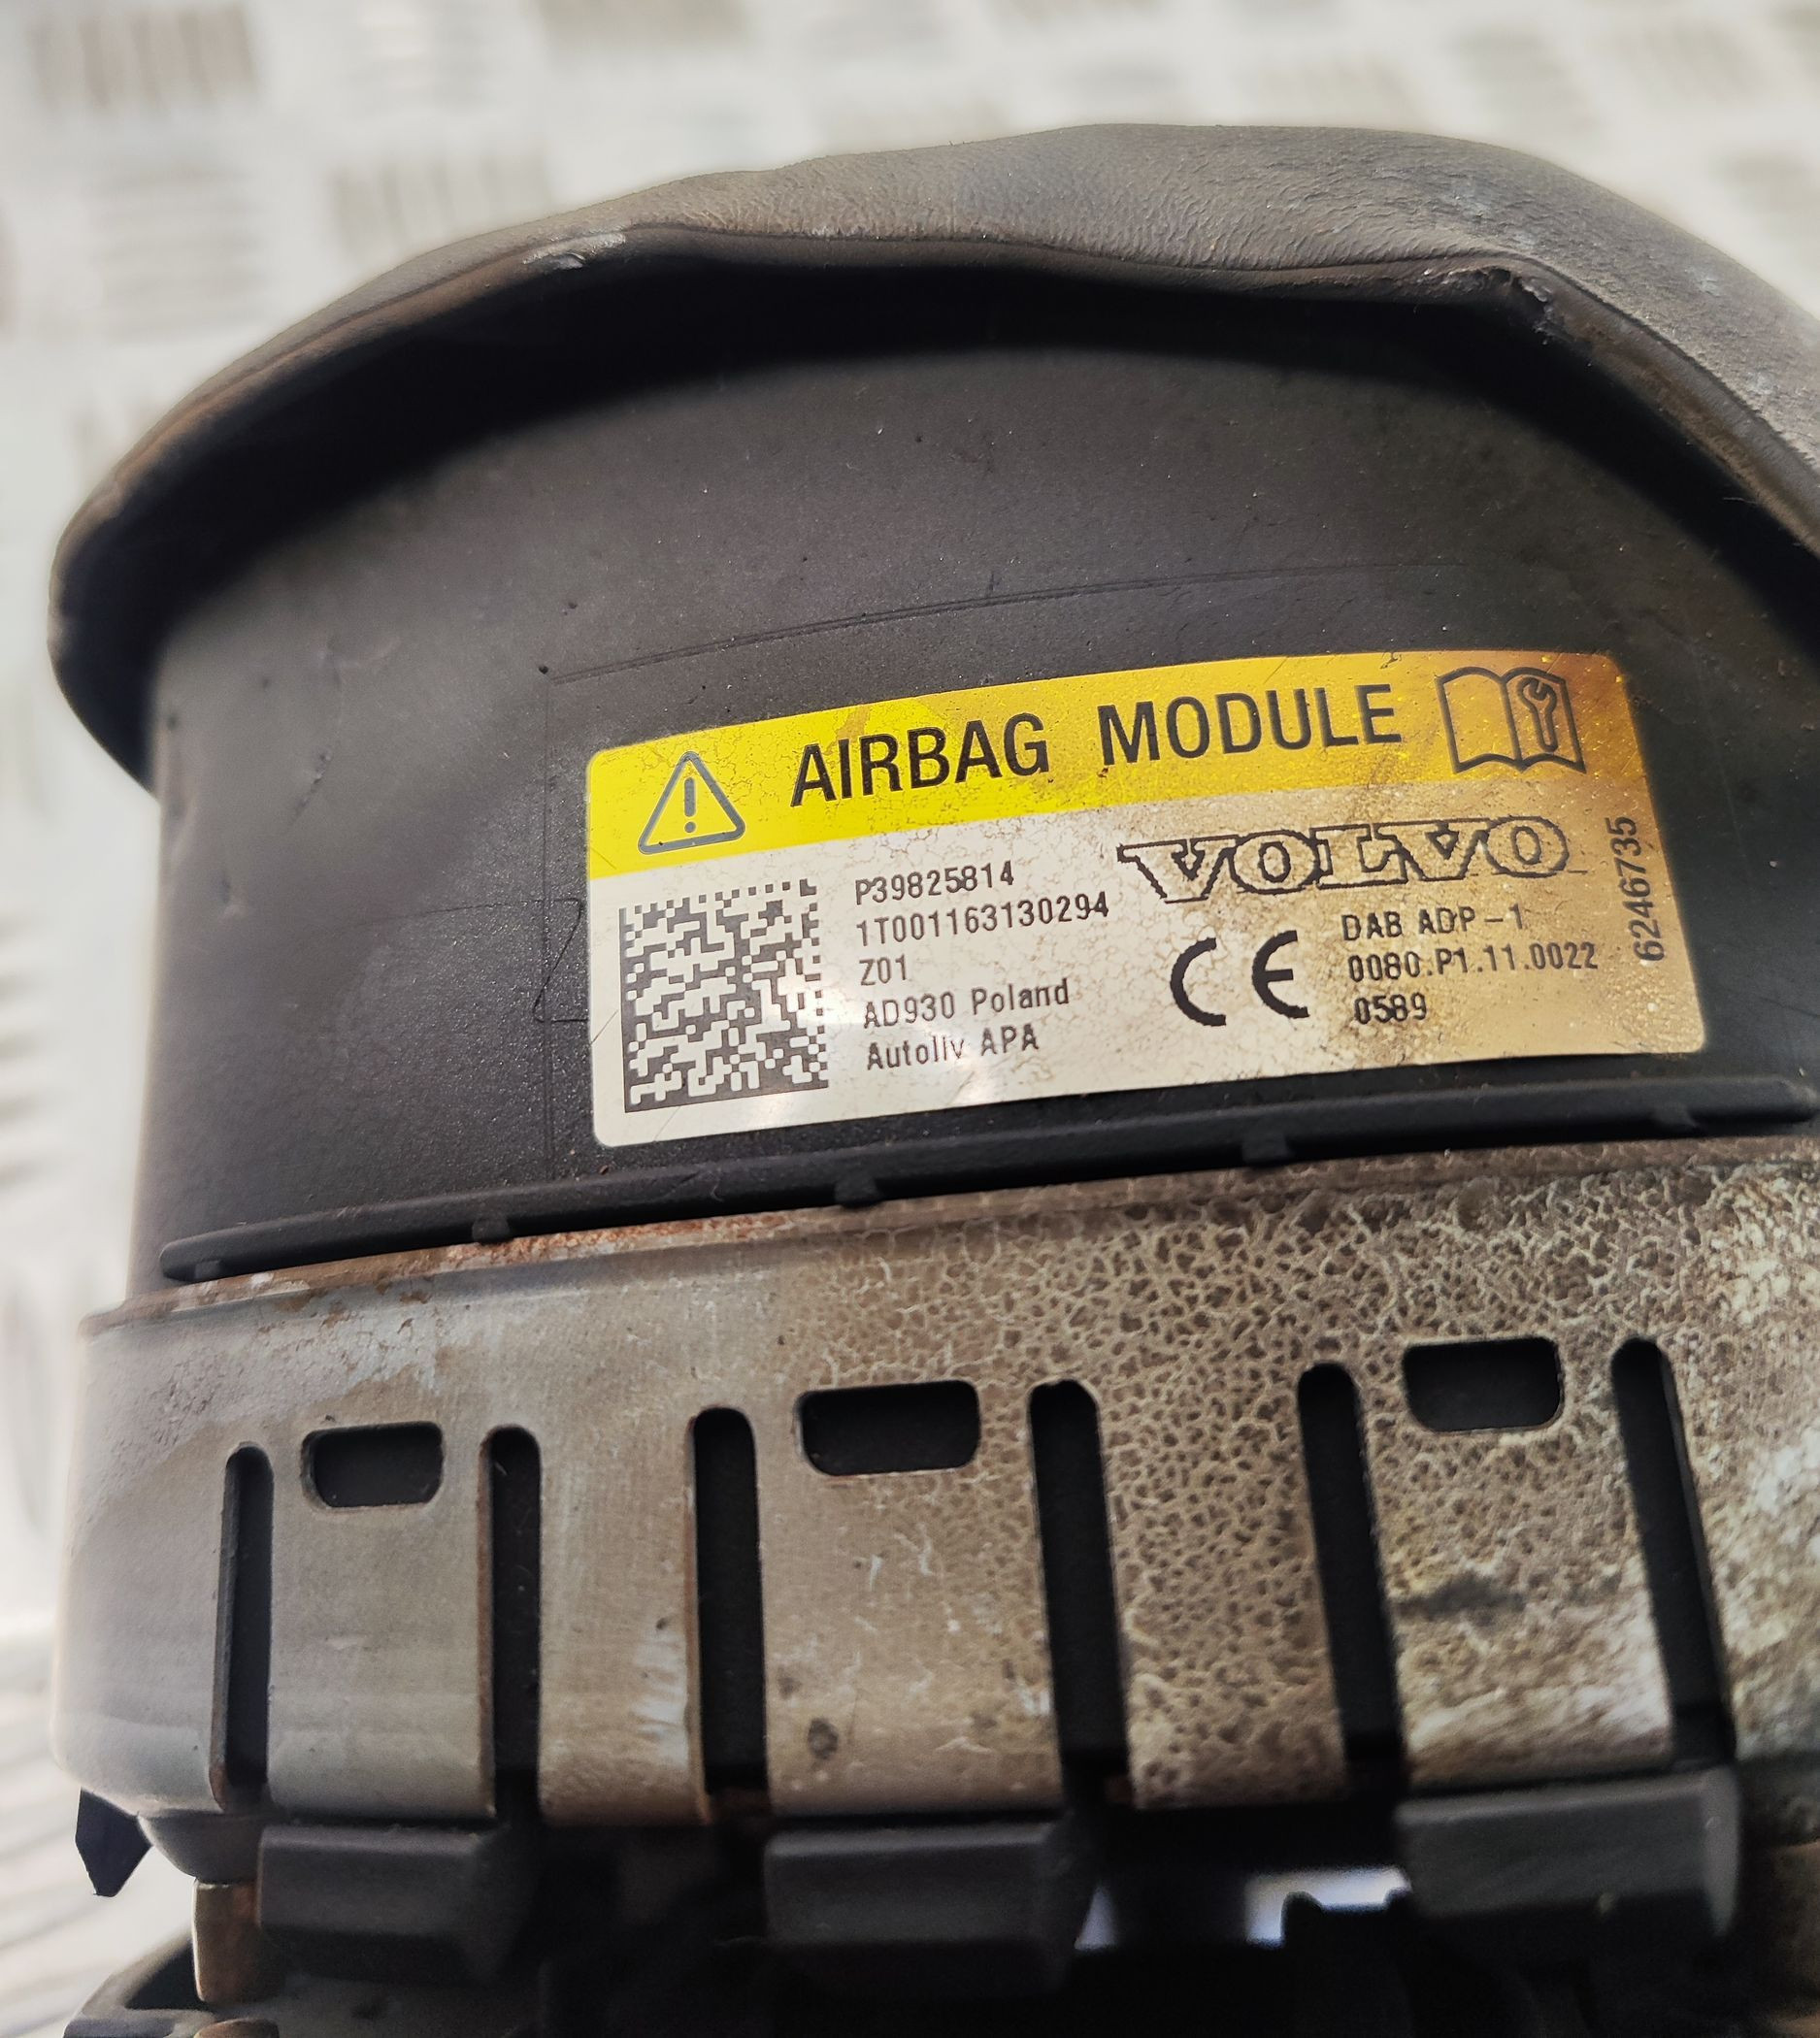 AIRBAG MODULE
P39825814
1T001163130294
Z01
AD930 Poland
Autoliv APA
VOLVO
CE
DAB ADP-1
0080.P1.11.0022
0589
6246735